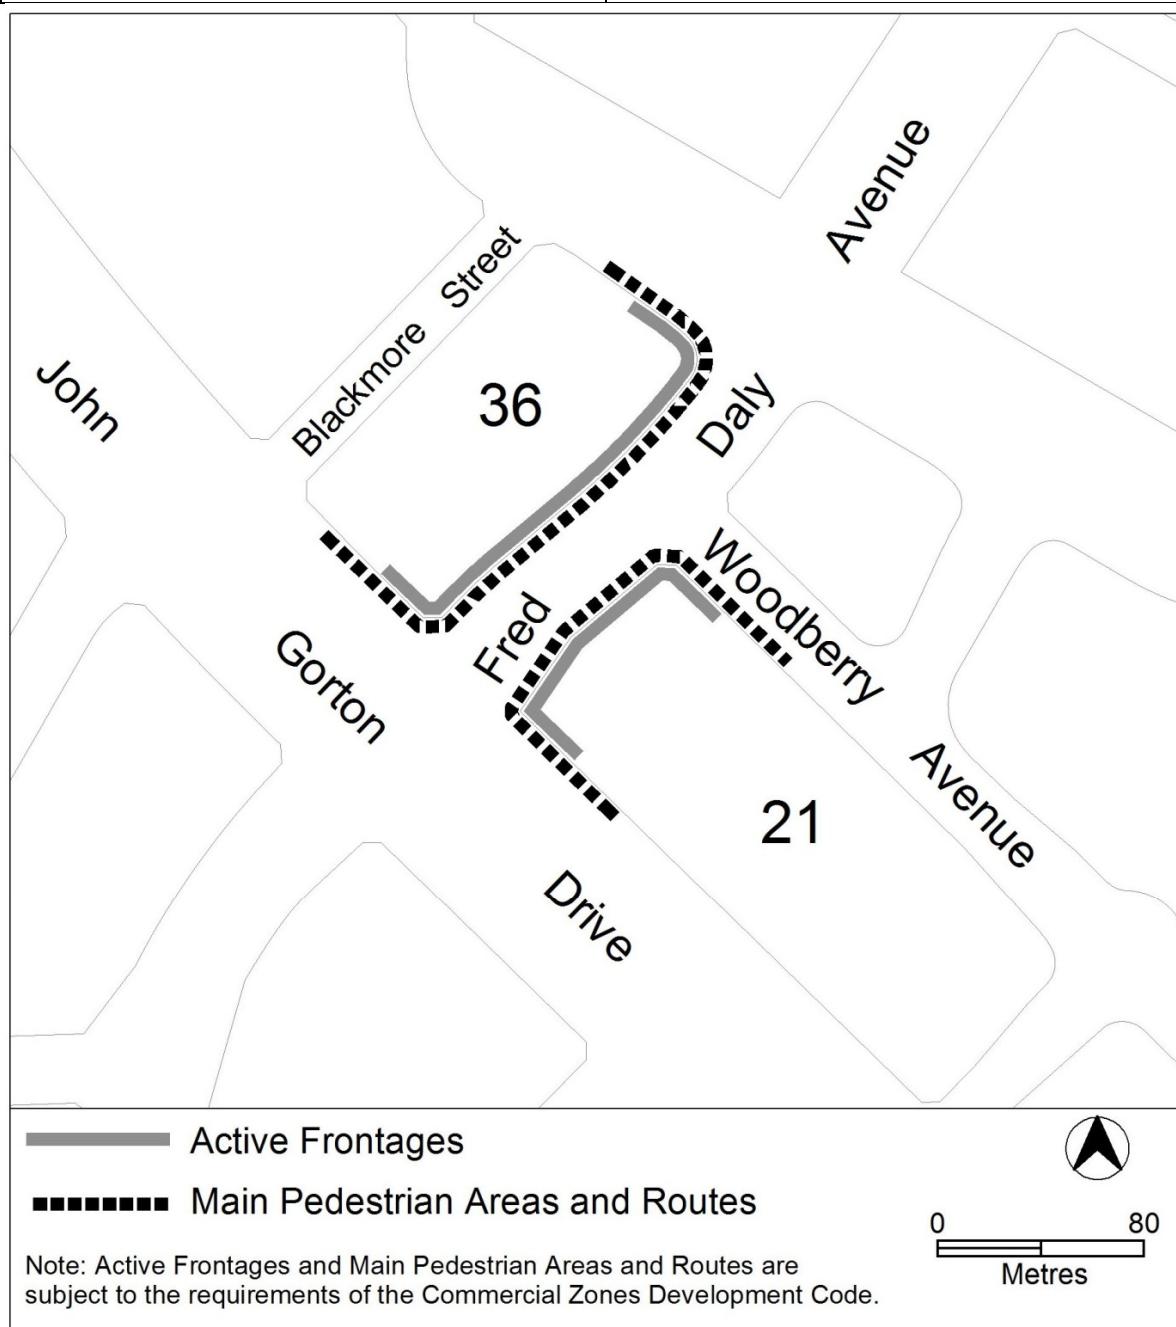 Avenue
Blackmore Street
John
36
Daly
Woodberry
Fred
Gorton
Avenue
21
Drive
Active Frontages
Main Pedestrian Areas and Routes
0 80
Metres
Note: Active Frontages and Main Pedestrian Areas and Routes are
subject to the requirements of the Commercial Zones Development Code.